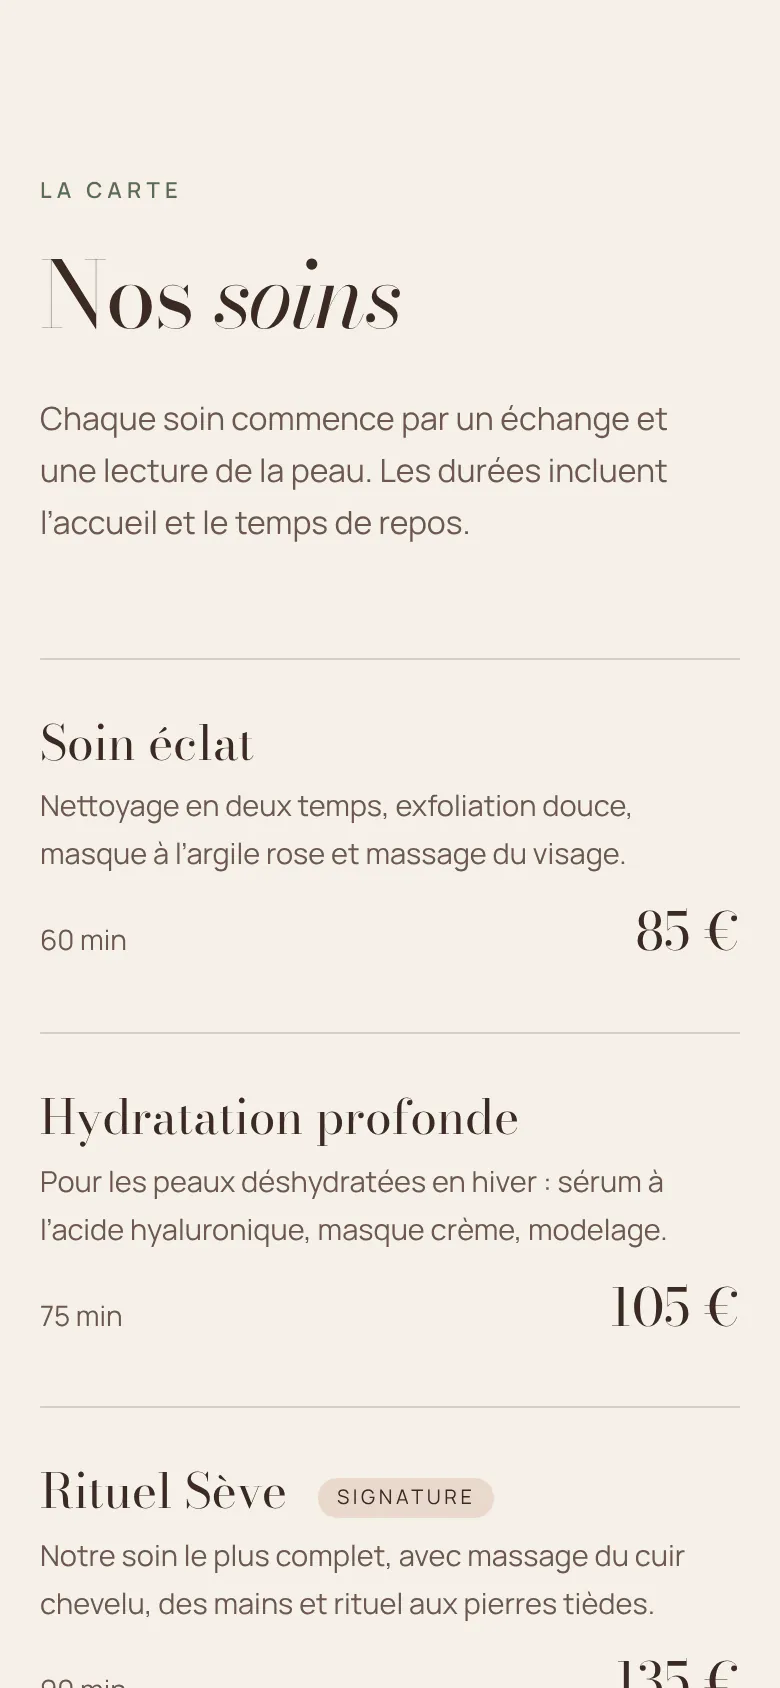 LA CARTE
Nos soins
Chaque soin commence par un échange et
une lecture de la peau. Les durées incluent
l’accueil et le temps de repos.
Soin éclat
Nettoyage en deux temps, exfoliation douce,
masque à l’argile rose et massage du visage.
60 min 85 €
Hydratation profonde
Pour les peaux déshydratées en hiver : sérum à
l’acide hyaluronique, masque crème, modelage.
75 min 105 €
Rituel Sève SIGNATURE
Notre soin le plus complet, avec massage du cuir
chevelu, des mains et rituel aux pierres tièdes.
min 135 €